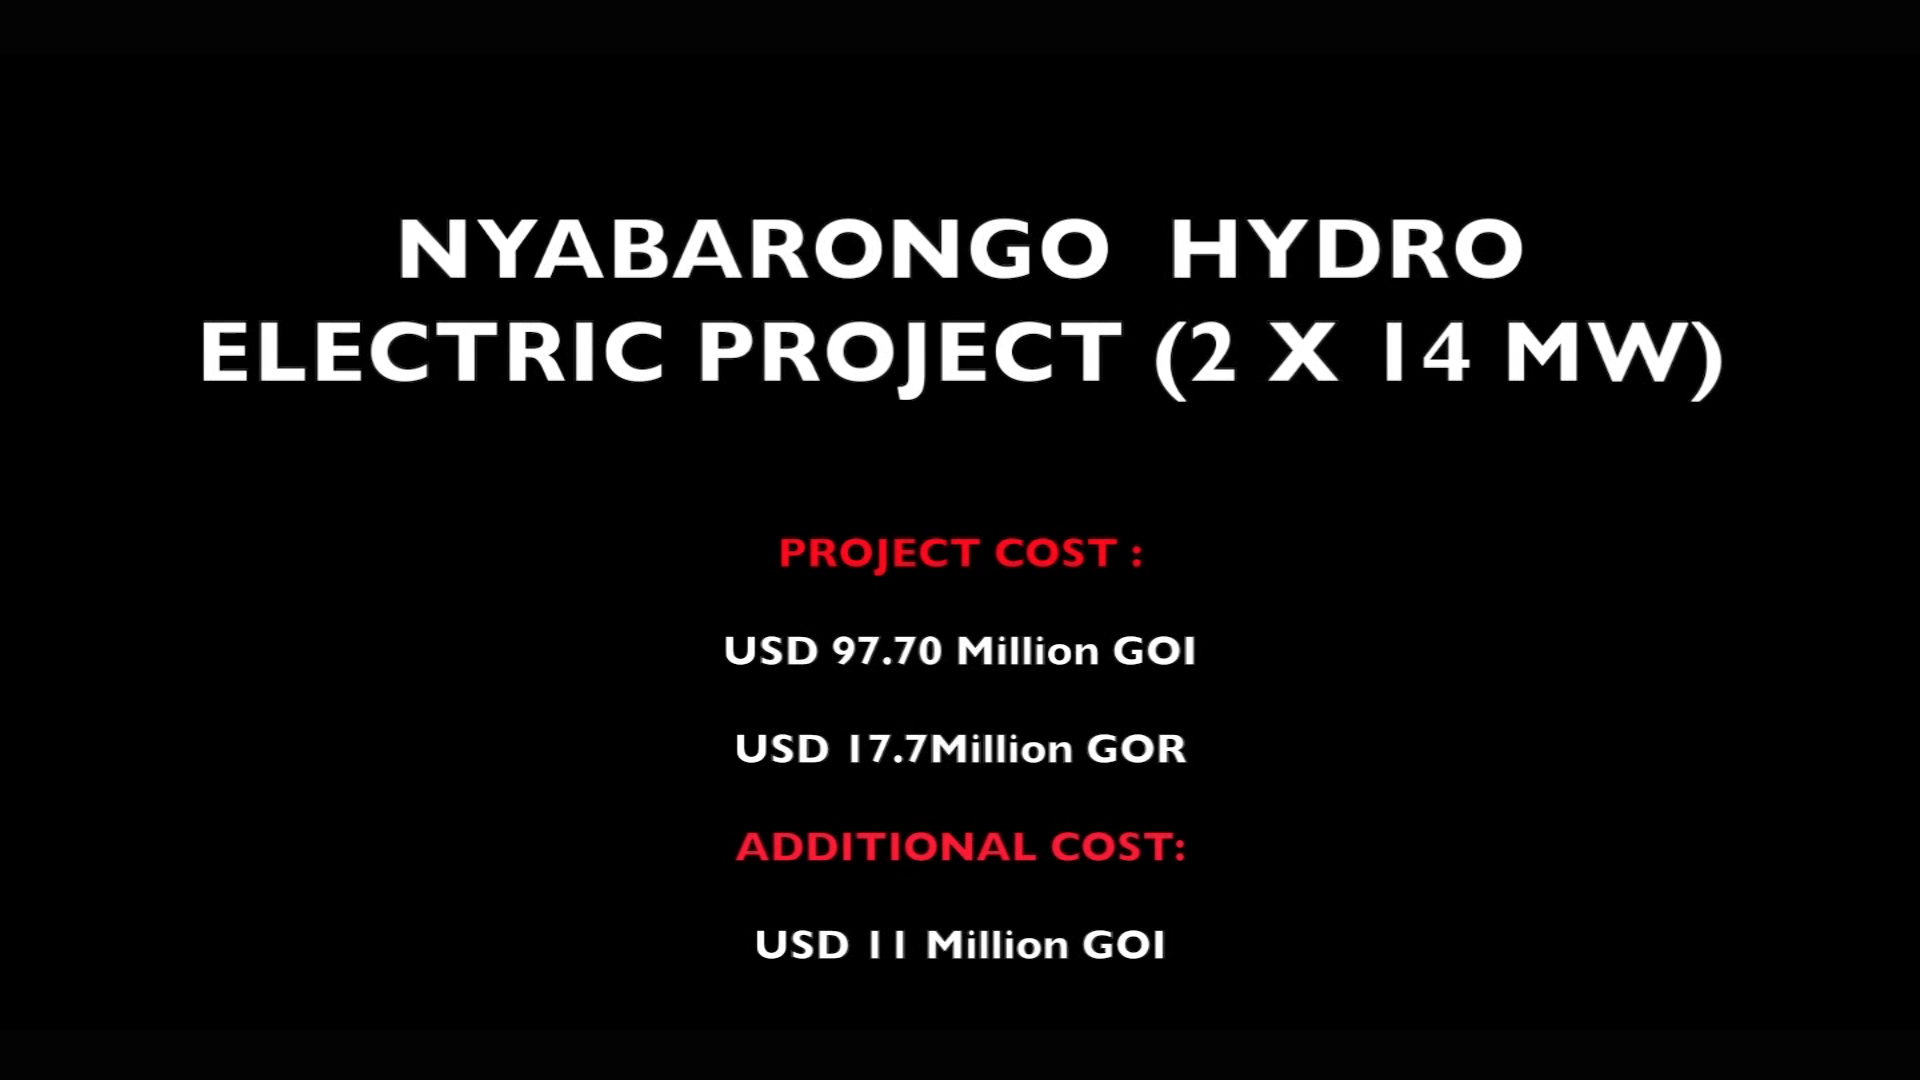 NYABARONGO HYDRO
ELECTRIC PROJECT (2 X 14 MW)
PROJECT COST :
USD 97.70 Million GOI
USD 17.7Million GOR
ADDITIONAL COST:
USD 11 Million GOI